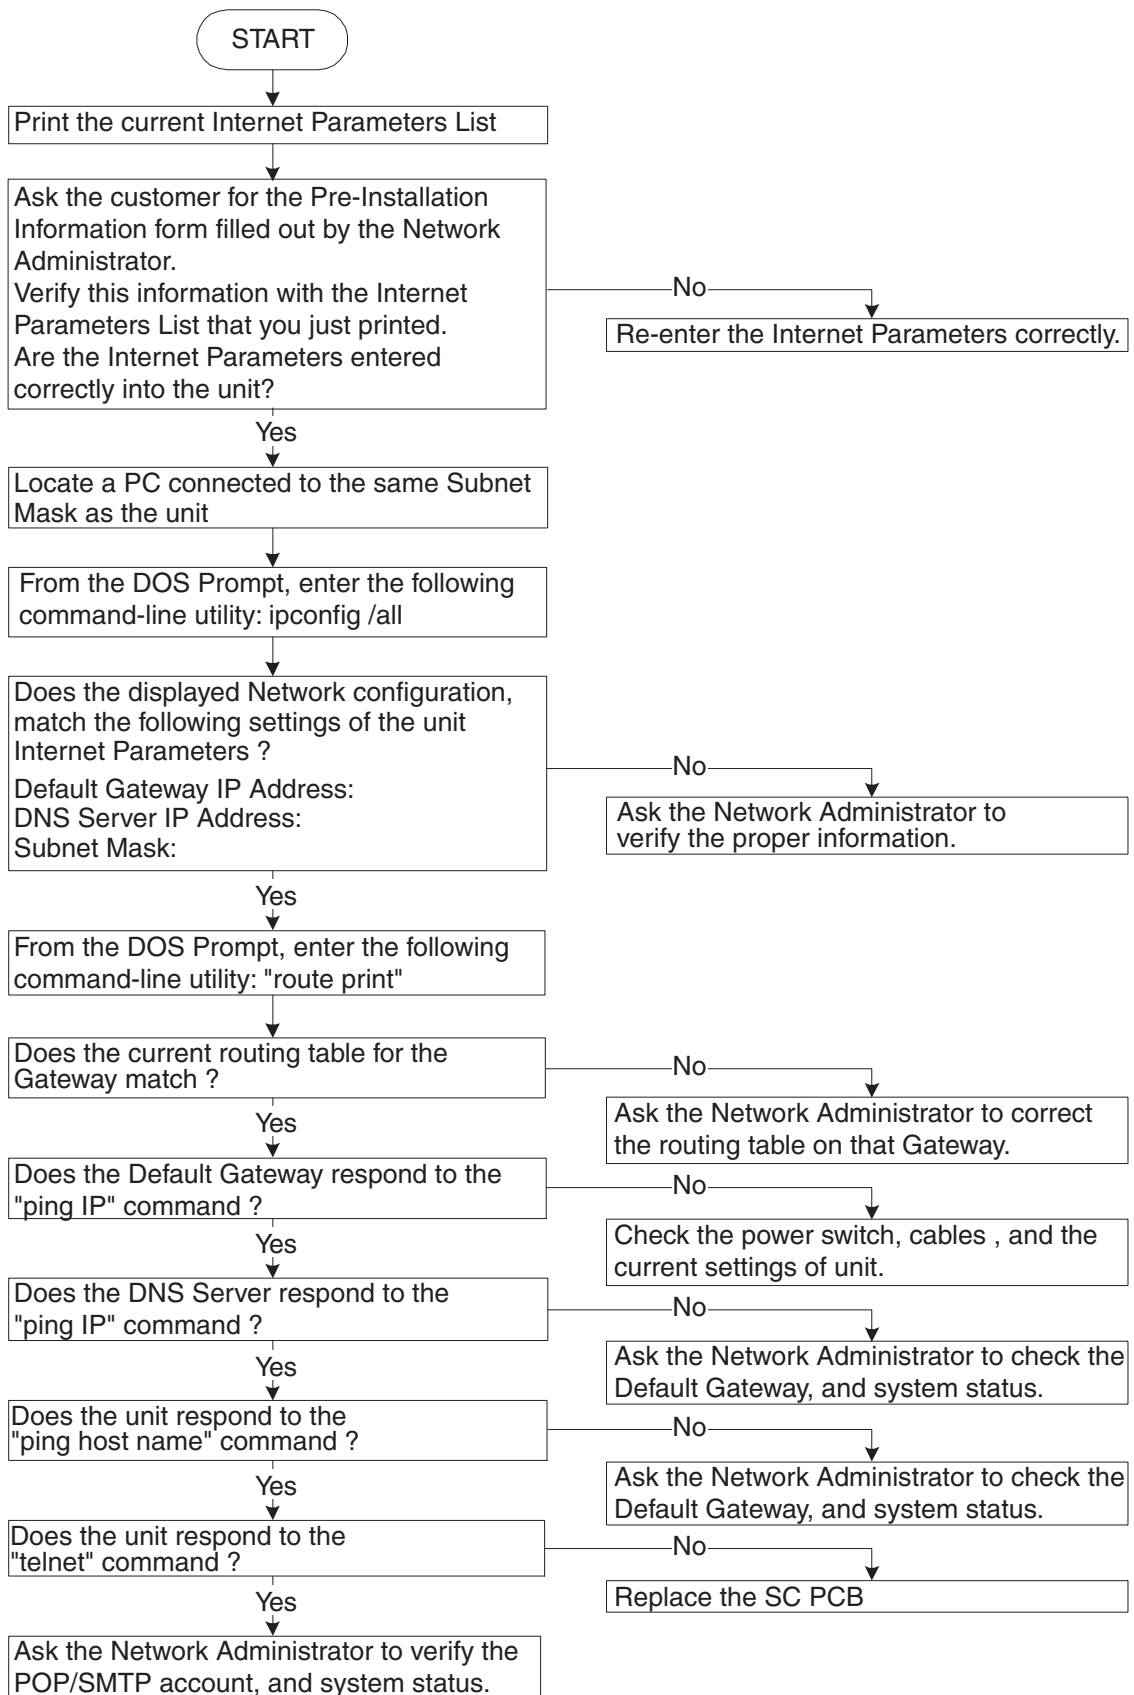 START
Print the current Internet Parameters List
Ask the customer for the Pre-Installation
Information form filled out by the Network
Administrator.
Verify this information with the Internet
Parameters List that you just printed.
Are the Internet Parameters entered
correctly into the unit?
No
Re-enter the Internet Parameters correctly.
Yes
Locate a PC connected to the same Subnet
Mask as the unit
From the DOS Prompt, enter the following
command-line utility: ipconfig /all
Does the displayed Network configuration,
match the following settings of the unit
Internet Parameters ?
Default Gateway IP Address:
DNS Server IP Address:
Subnet Mask:
No
Ask the Network Administrator to
verify the proper information.
Yes
From the DOS Prompt, enter the following
command-line utility: "route print"
Does the current routing table for the
Gateway match ?
No
Ask the Network Administrator to correct
the routing table on that Gateway.
Yes
Does the Default Gateway respond to the
"ping IP" command ?
No
Check the power switch, cables , and the
current settings of unit.
Yes
Does the DNS Server respond to the
"ping IP" command ?
No
Ask the Network Administrator to check the
Default Gateway, and system status.
Yes
Does the unit respond to the
"ping host name" command ?
No
Ask the Network Administrator to check the
Default Gateway, and system status.
Yes
Does the unit respond to the
"telnet" command ?
No
Replace the SC PCB
Yes
Ask the Network Administrator to verify the
POP/SMTP account, and system status.